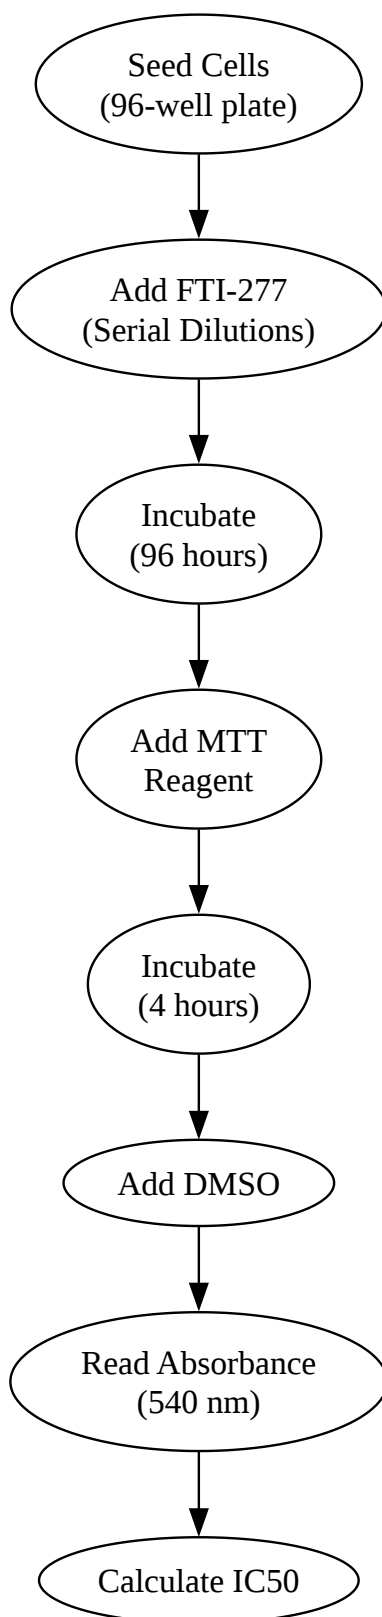 Seed Cells
(96-well plate)
Add FTI-277
(Serial Dilutions)
Incubate
(96 hours)
Add MTT
Reagent
Incubate
(4 hours)
Add DMSO
Read Absorbance
(540 nm)
Calculate IC50